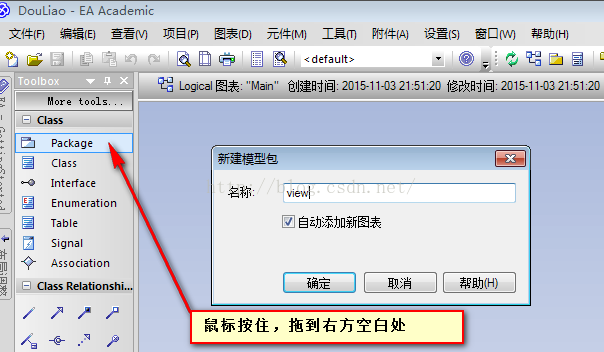 DouLiao - EA Academic
文件(F) 编辑(E) 查看(V) 项目(P) 图表(D) 元件(M) 工具(T) 附件(A) 设置(S) 窗口(W) 帮助(H)
<default>
Toolbox
More tools...
Logical 图表: "Main" 创建时间: 2015-11-03 21:51:20 修改时间: 2015-11-03 21:51:20
Class
Package
Class
Interface
Enumeration
Table
Signal
Association
Class Relationshi...
新建模型包
http://blog.csdn.net/
名称:
view
自动添加新图表
确定 取消 帮助(H)
鼠标按住，拖到右方空白处